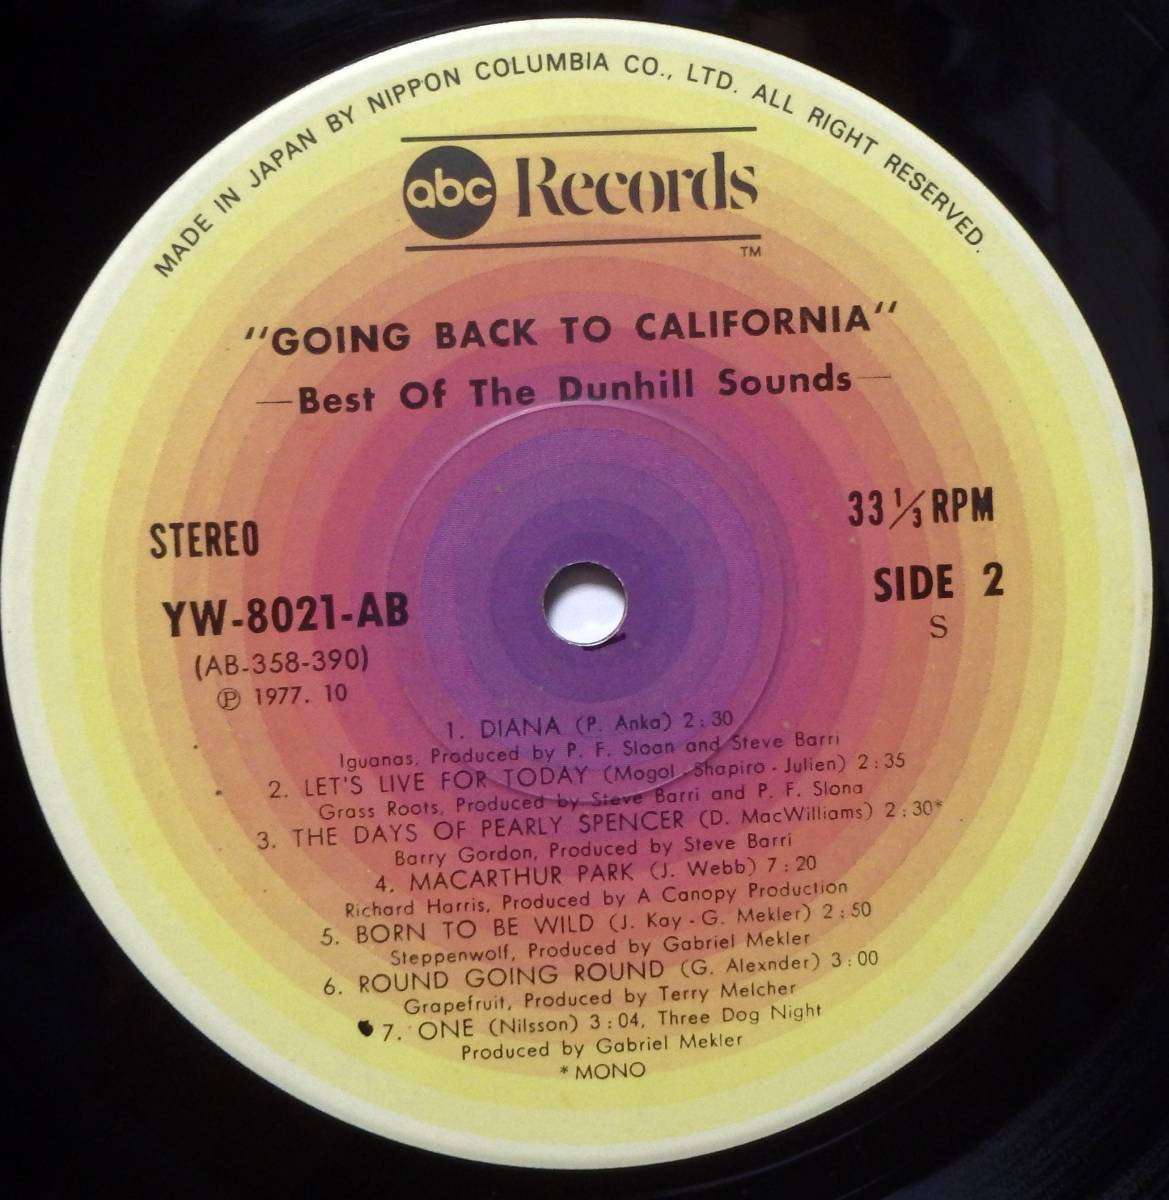 MADE IN JAPAN BY NIPPON COLUMBIA CO., LTD. ALL RIGHT RESERVED.
abc Records
TM
"GOING BACK TO CALIFORNIA"
—Best Of The Dunhill Sounds—
STEREO
33 1/3 RPM
YW-8021-AB
SIDE 2
(AB-358-390)
S
Ⓟ 1977. 10
1. DIANA (P. Anka) 2:30
Iguanas, Produced by P. F. Sloan and Steve Barri
2. LET'S LIVE FOR TODAY (Mogol - Shapiro - Julien) 2:35
Grass Roots, Produced by Steve Barri and P. F. Slona
3. THE DAYS OF PEARLY SPENCER (D. MacWilliams) 2:30*
Barry Gordon, Produced by Steve Barri
4. MACARTHUR PARK (J. Webb) 7:20
Richard Harris, Produced by A Canopy Production
5. BORN TO BE WILD (J. Kay - G. Mekler) 2:50
Steppenwolf, Produced by Gabriel Mekler
6. ROUND GOING ROUND (G. Alexnder) 3:00
Grapefruit, Produced by Terry Melcher
7. ONE (Nilsson) 3:04, Three Dog Night
Produced by Gabriel Mekler
*MONO